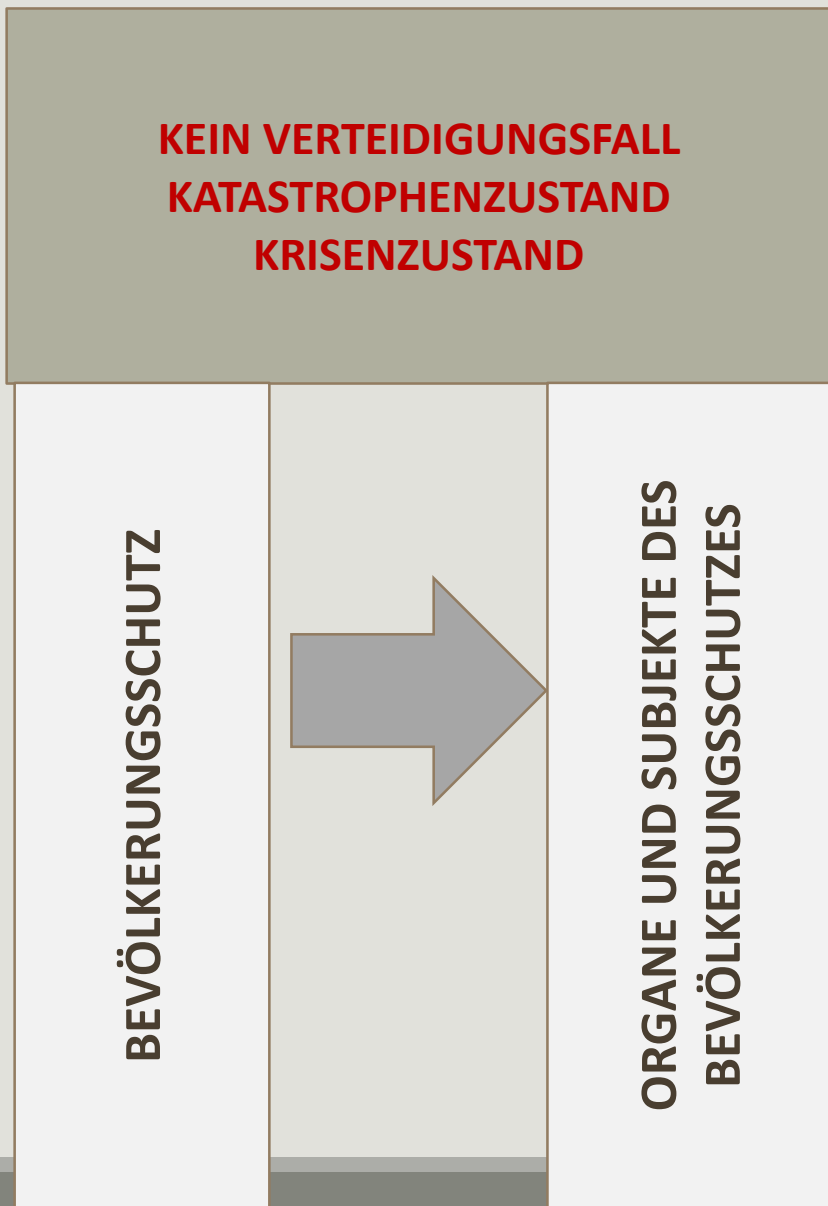 KEIN VERTEIDIGUNGSFALL
KATASTROPHENZUSTAND
KRISENZUSTAND
BEVÖLKERUNGSSCHUTZ
ORGANE UND SUBJEKTE DES
BEVÖLKERUNGSSCHUTZES